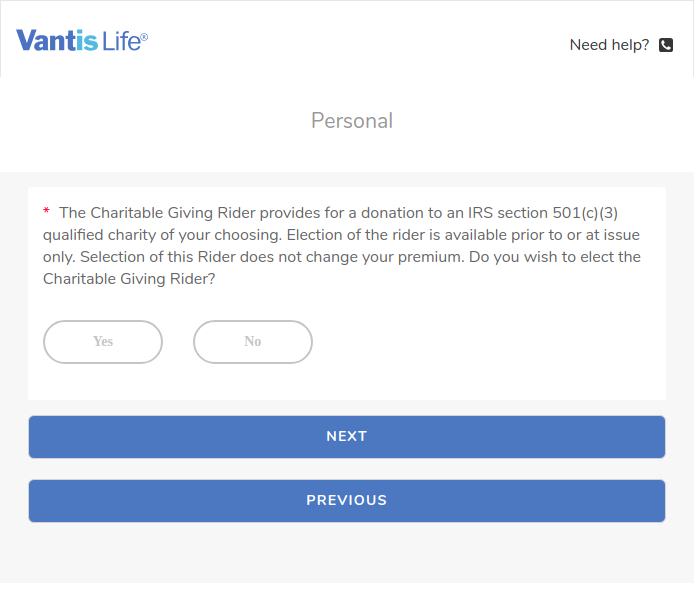 Vantis Life®
Need help?
Personal
* The Charitable Giving Rider provides for a donation to an IRS section 501(c)(3)
qualified charity of your choosing. Election of the rider is available prior to or at issue
only. Selection of this Rider does not change your premium. Do you wish to elect the
Charitable Giving Rider?
Yes
No
NEXT
PREVIOUS